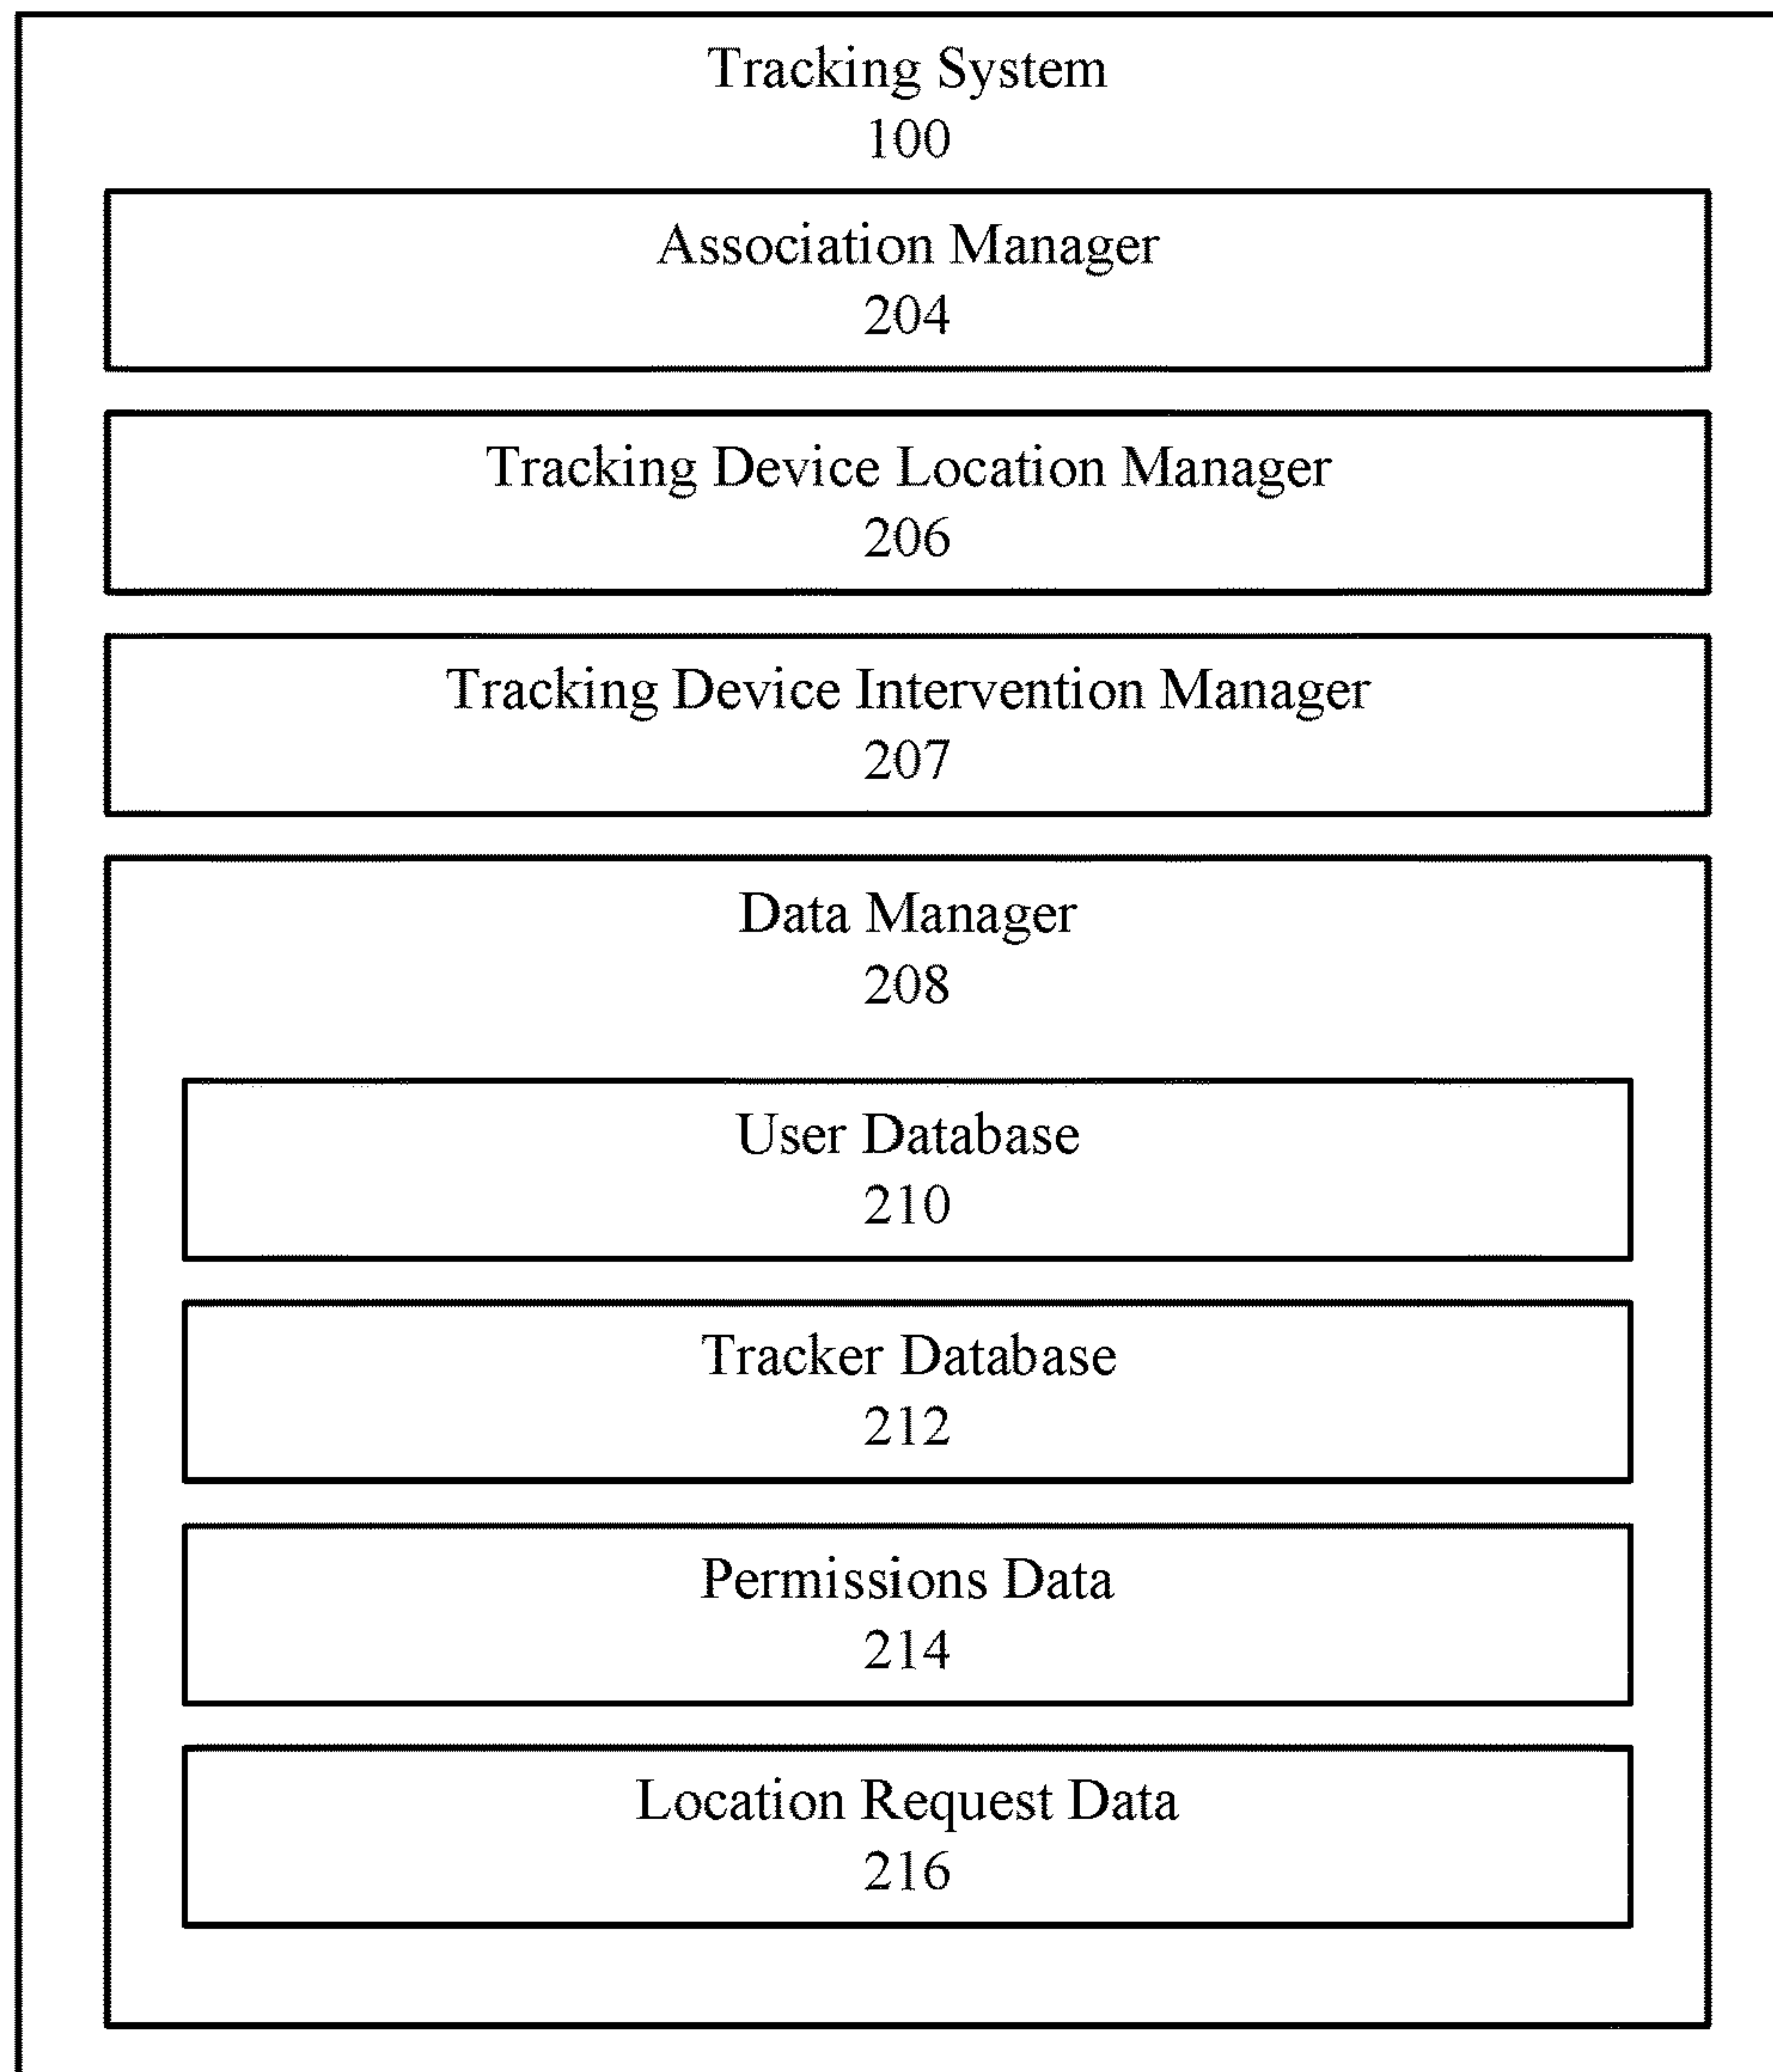 Tracking System
100
Association Manager
204
Tracking Device Location Manager
206
Tracking Device Intervention Manager
207
Data Manager
208
User Database
210
Tracker Database
212
Permissions Data
214
Location Request Data
216